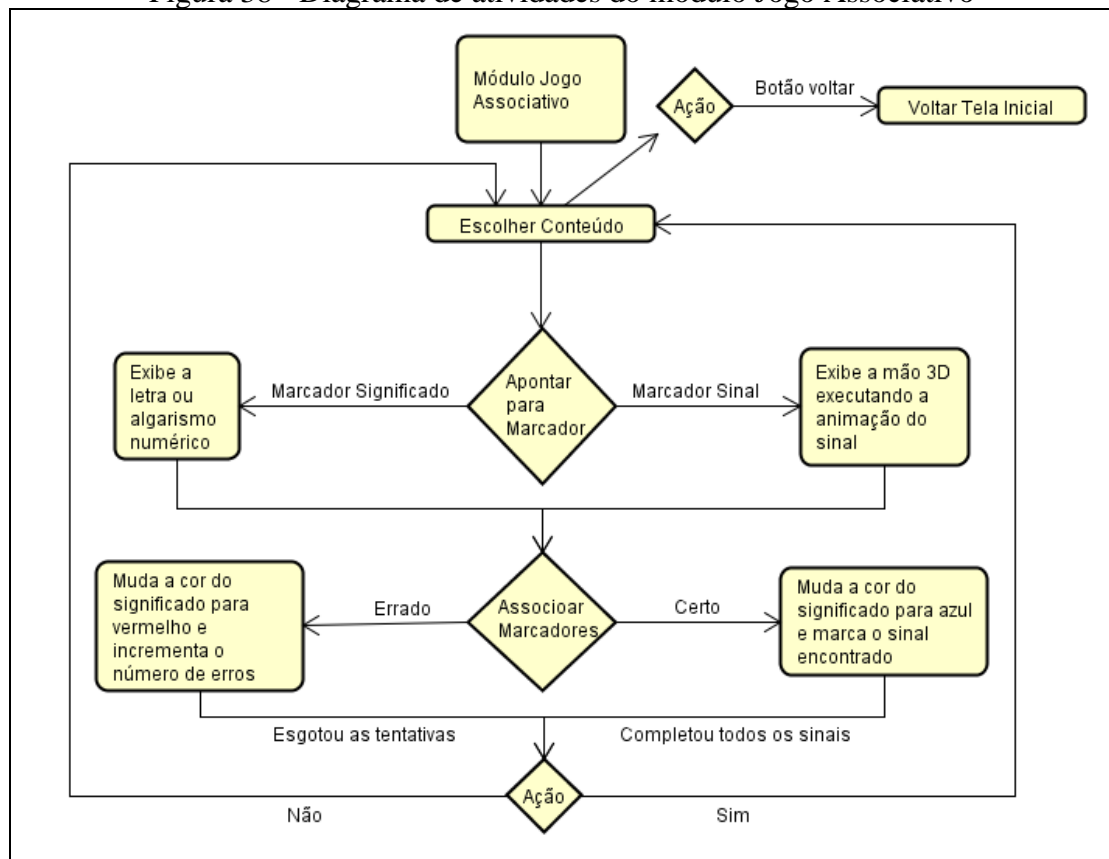 Figura 38 - Diagrama de atividades do módulo Jogo Associativo
Módulo Jogo
Associativo
Ação
Botão voltar
Voltar Tela Inicial
Escolher Conteúdo
Exibe a
letra ou
algarismo
numérico
Marcador Significado
Apontar
para
Marcador
Marcador Sinal
Exibe a mão 3D
executando a
animação do
sinal
Muda a cor do
significado para
vermelho e
incrementa o
número de erros
Errado
Associoar
Marcadores
Certo
Muda a cor do
significado para azul
e marca o sinal
encontrado
Esgotou as tentativas
Completou todos os sinais
Ação
Não
Sim